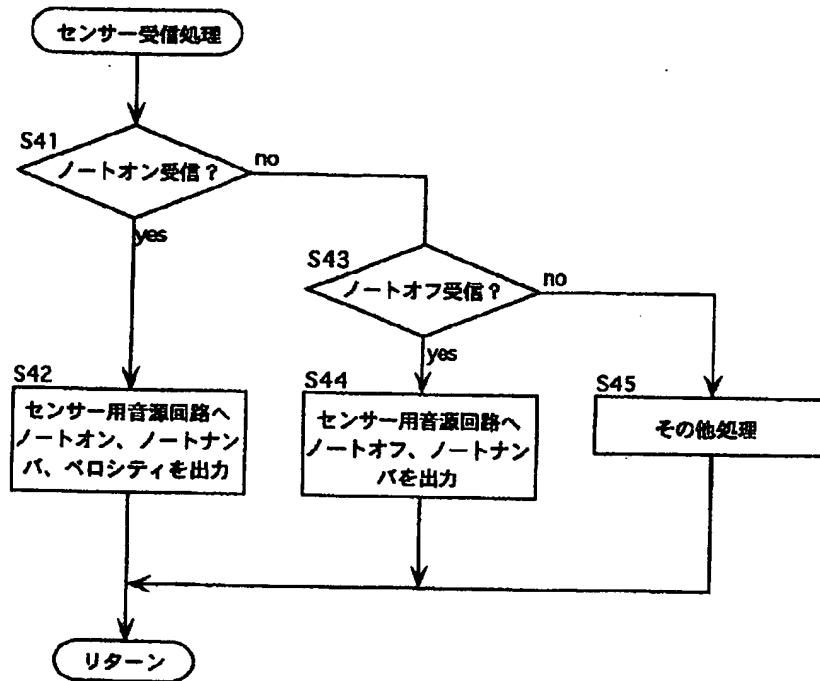 センサー受信処理
S41
ノートオン受信？
no
yes
S43
ノートオフ受信？
no
yes
S42
センサー用音源回路へ
ノートオン、ノートナン
バ、ベロシティを出力
S44
センサー用音源回路へ
ノートオフ、ノートナン
バを出力
S45
その他処理
リターン